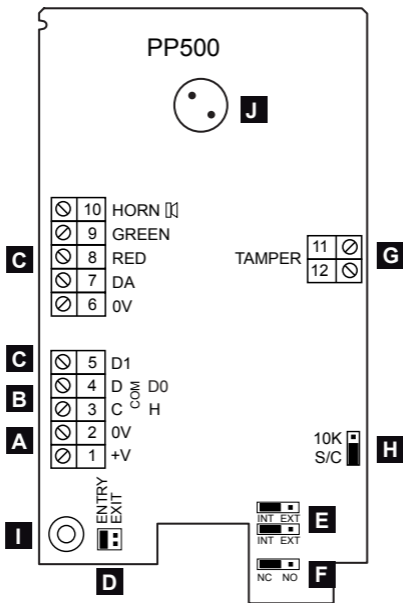 PP500
J
10 HORN
9 GREEN
C 8 RED
7 DA
6 0V
TAMPER 11
12
G
C 5 D1
4 D COM D0
B 3 C H
A 2 0V
1 +V
10K
S/C
H
ENTRY
EXIT
I
D
INT EXT
E
INT EXT
NC NO
F